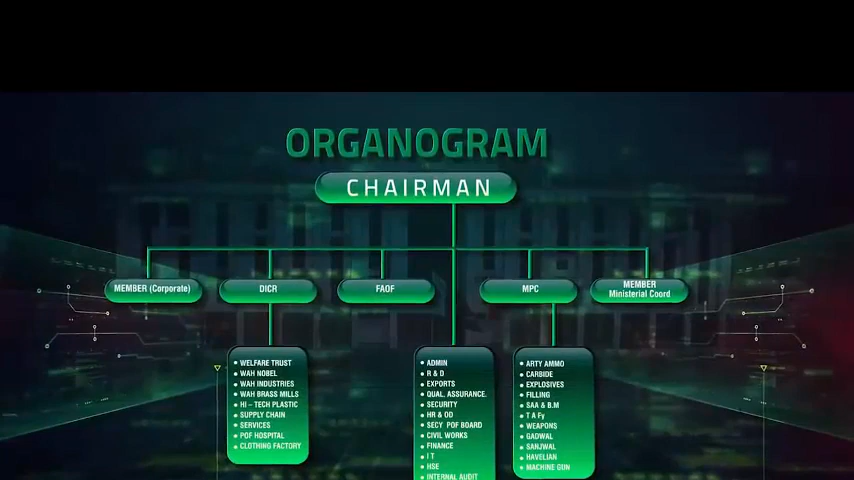 ORGANOGRAM
CHAIRMAN
MEMBER (Corporate)
DICR
FAOF
MPC
MEMBER
Ministerial Coord
WELFARE TRUST
WAH NOBEL
WAH INDUSTRIES
WAH BRASS MILLS
HI - TECH PLASTIC
SUPPLY CHAIN
SERVICES
POF HOSPITAL
CLOTHING FACTORY
ADMIN
R & D
EXPORTS
QUAL. ASSURANCE.
SECURITY
HR & OD
SECY POF BOARD
CIVIL WORKS
FINANCE
I T
HSE
INTERNAL AUDIT
ARTY AMMO
CARBIDE
EXPLOSIVES
FILLING
SAA & B.M
T A Fy
WEAPONS
GADWAL
SANJWAL
HAVELIAN
MACHINE GUN